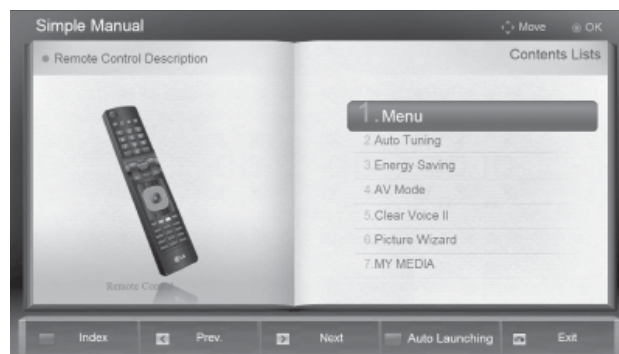 Simple Manual
Move
OK
Remote Control Description
Contents Lists
1.Menu
2.Auto Tuning
3.Energy Saving
4.AV Mode
5.Clear Voice II
6.Picture Wizard
7.MY MEDIA
LG
Remote Control
Index
Prev.
Next
Auto Launching
Exit